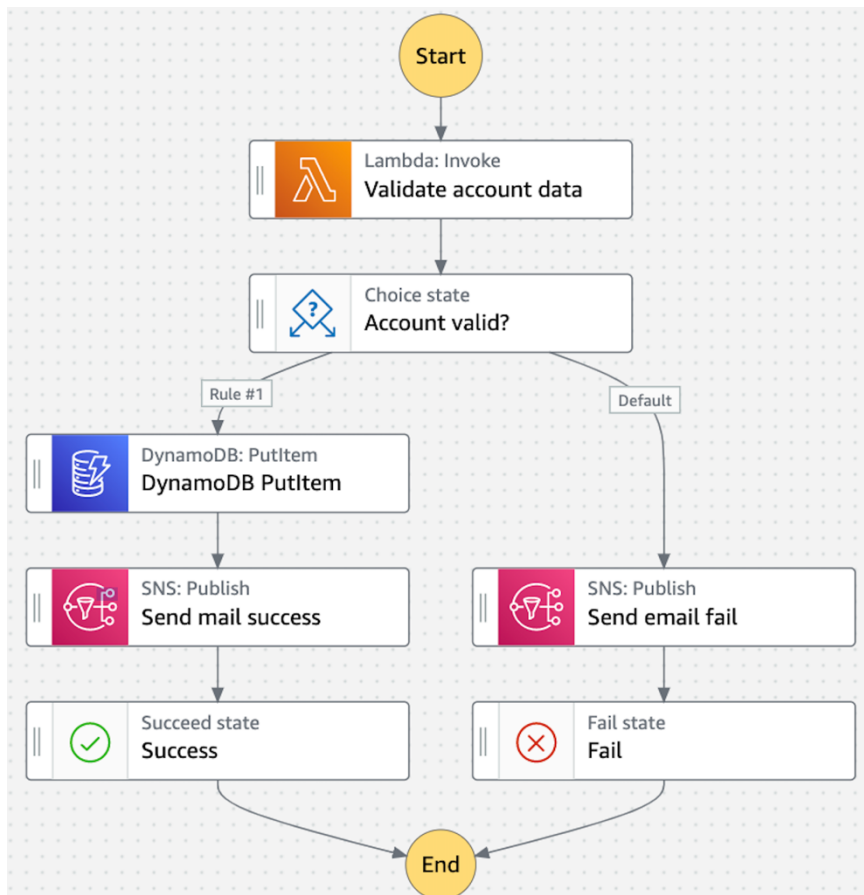 Start
Lambda: Invoke
Validate account data
Choice state
Account valid?
Rule #1
Default
DynamoDB: PutItem
DynamoDB PutItem
SNS: Publish
Send mail success
SNS: Publish
Send email fail
Succeed state
Success
Fail state
Fail
End